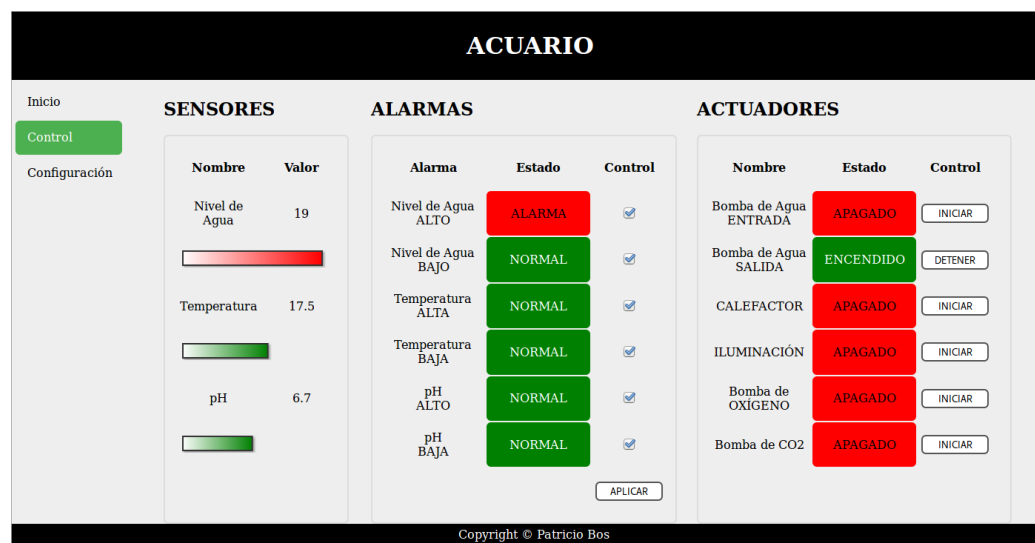 ACUARIO
Inicio
Control
Configuración
SENSORES
Nombre Valor
Nivel de
Agua
19
Temperatura 17.5
pH 6.7
ALARMAS
Alarma Estado Control
Nivel de Agua
ALTO
ALARMA
Nivel de Agua
BAJO
NORMAL
Temperatura
ALTA
NORMAL
Temperatura
BAJA
NORMAL
pH
ALTO
NORMAL
pH
BAJA
NORMAL
APLICAR
ACTUADORES
Nombre Estado Control
Bomba de Agua
ENTRADA
APAGADO INICIAR
Bomba de Agua
SALIDA
ENCENDIDO DETENER
CALEFACTOR APAGADO INICIAR
ILUMINACIÓN APAGADO INICIAR
Bomba de
OXÍGENO
APAGADO INICIAR
Bomba de CO2 APAGADO INICIAR
Copyright © Patricio Bos